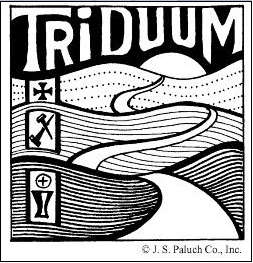 TRiDUUM
© J. S. Paluch Co., Inc.